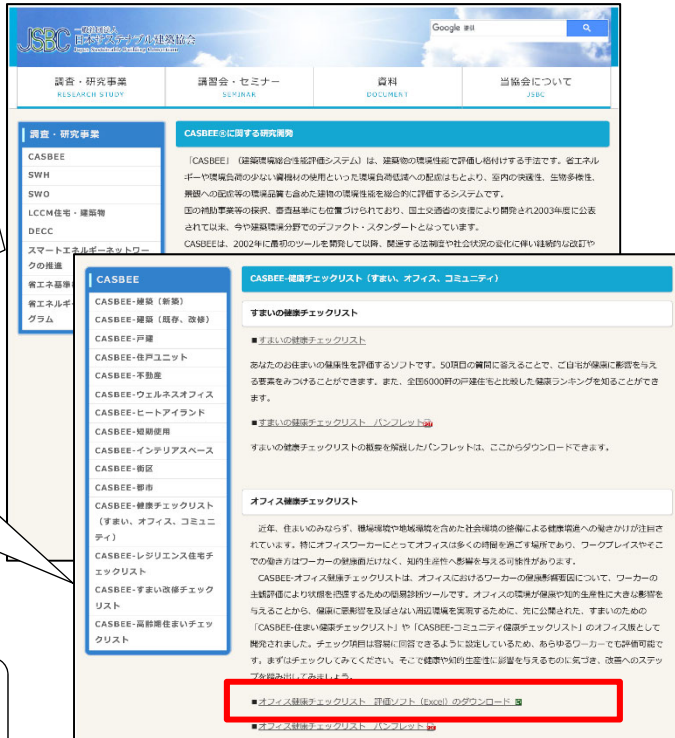 JSBC
一般社団法人
日本サステナブル建築協会
Japan Sustainable Building Consortium
Google 提供
調査・研究事業
RESEARCH STUDY
講習会・セミナー
SEMINAR
資料
DOCUMENT
当協会について
JSBC
調査・研究事業
CASBEE
SWH
SWO
LCCM住宅・建築物
DECC
スマートエネルギーネットワー
クの推進
省エネ基準
省エネルギ
グラム
CASBEE®に関する研究開発
「CASBEE」（建築環境総合性能評価システム）は、建築物の環境性能で評価し格付けする手法です。省エネル
ギーや環境負荷の少ない資機材の使用といった環境負荷低減への配慮はもとより、室内の快適性、生物多様性、
景観への配慮等の環境品質も含めた建物の環境性能を総合的に評価するシステムです。
国の補助事業等の採択、審査基準にも位置づけられており、国土交通省の支援により開発され2003年度に公表
されて以来、今や建築環境分野でのデファクト・スタンダードとなっています。
CASBEEは、2002年に最初のツールを開発して以降、関連する法制度や社会状況の変化に伴い継続的な改訂や
CASBEE
CASBEE-建築（新築）
CASBEE-建築（既存、改修）
CASBEE-戸建
CASBEE-住戸ユニット
CASBEE-不動産
CASBEE-ウェルネスオフィス
CASBEE-ヒートアイランド
CASBEE-短期使用
CASBEE-インテリアスペース
CASBEE-街区
CASBEE-都市
CASBEE-健康チェックリスト
（すまい、オフィス、コミュニ
ティ）
CASBEE-レジリエンス住宅チ
ェックリスト
CASBEE-すまい改修チェック
リスト
CASBEE-高齢期住まいチェッ
クリスト
CASBEE-健康チェックリスト（すまい、オフィス、コミュニティ）
すまいの健康チェックリスト
■すまいの健康チェックリスト
あなたのお住まいの健康性を評価するソフトです。50項目の質問に答えることで、ご自宅が健康に影響を与え
る要素をみつけることができます。また、全国6000軒の戸建住宅と比較した健康ランキングを知ることができ
ます。
■すまいの健康チェックリスト パンフレット
すまいの健康チェックリストの概要を解説したパンフレットは、ここからダウンロードできます。
オフィス健康チェックリスト
近年、住まいのみならず、職場環境や地域環境を含めた社会環境の整備による健康増進への働きかけが注目さ
れています。特にオフィスワーカーにとってオフィスは多くの時間を過ごす場所であり、ワークプレイスやそこ
での働き方はワーカーの健康面だけなく、知的生産性へ影響を与える可能性があります。
CASBEE-オフィス健康チェックリストは、オフィスにおけるワーカーの健康影響要因について、ワーカーの
主観評価により状態を把握するための簡易診断ツールです。オフィスの環境が健康や知的生産性に大きな影響を
与えることから、健康に悪影響を及ぼさない周辺環境を実現するために、先に公開された、すまいのための
「CASBEE-住まい健康チェックリスト」や「CASBEE-コミュニティ健康チェックリスト」のオフィス版として
開発されました。チェック項目は容易に回答できるように設定しているため、あらゆるワーカーでも評価可能で
す。まずはチェックしてみてください。そこで健康や知的生産性に影響を与えるものに気づき、改善へのステッ
プを踏み出してみましょう。
■オフィス健康チェックリスト 評価ソフト（Excel）のダウンロード
■オフィス健康チェックリスト パンフレット